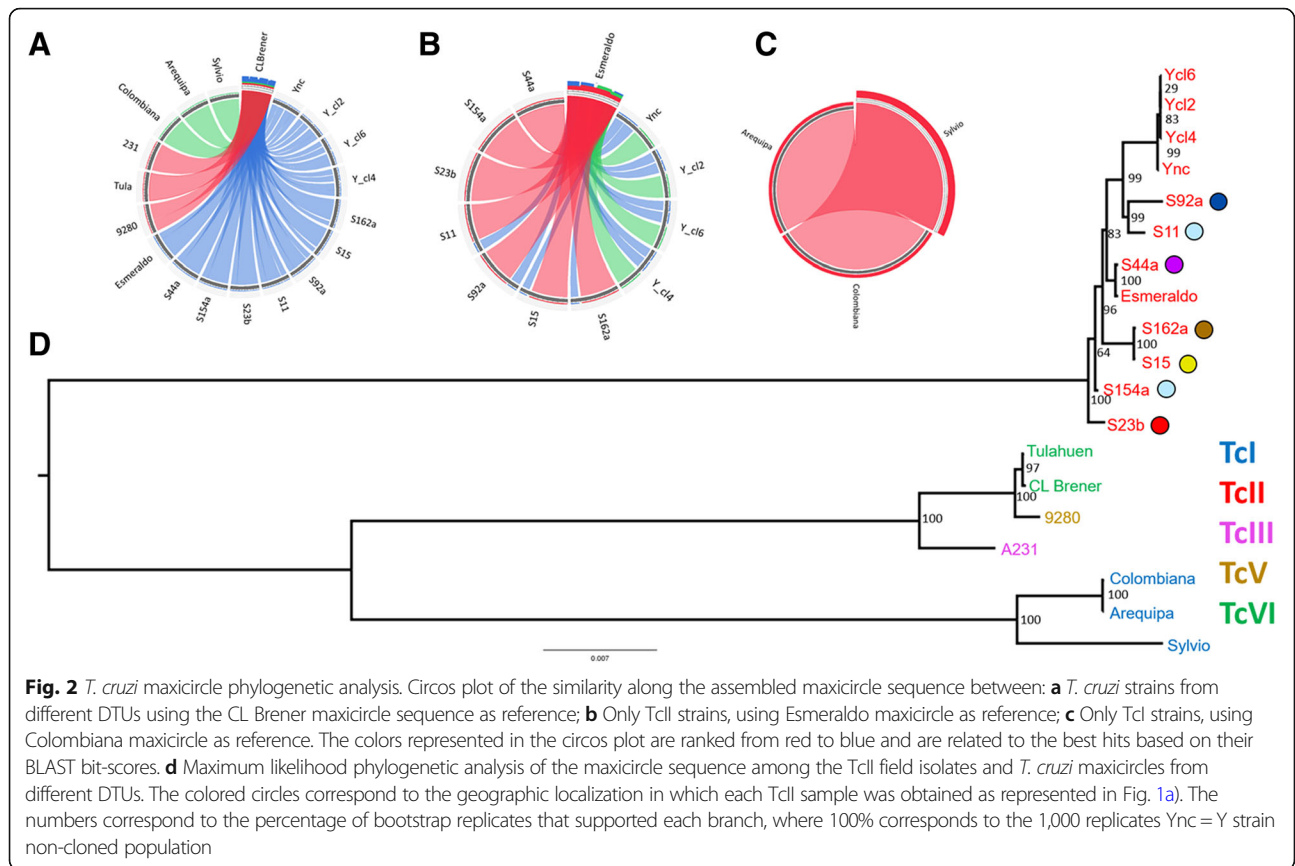 A
Colombiana
Arequipa
Sylvio
CLBrener
Ync
Y_cl2
Y_cl6
Y_cl4
S162a
S15
S92a
S11
S23b
S154a
S44a
Esmeraldo
9280
Tula
231
B
S44a
Esmeraldo
Ync
Y_cl2
Y_cl6
Y_cl4
S162a
S15
S92a
S11
S23b
S154a
C
Arequipa
Sylvio
Colombiana
D
Ycl6
29
Ycl2
83
Ycl4
99
Ync
99
S92a
99
S11
83
S44a
100
Esmeraldo
96
S162a
100
64
S15
S154a
100
S23b
Tulahuen
97
CL Brener
100
9280
100
A231
Colombiana
100
Arequipa
100
Sylvio
0.007
TcI
TcII
TcIII
TcV
TcVI
Fig. 2 T. cruzi maxicircle phylogenetic analysis. Circos plot of the similarity along the assembled maxicircle sequence between: a T. cruzi strains from
different DTUs using the CL Brener maxicircle sequence as reference; b Only TcII strains, using Esmeraldo maxicircle as reference; c Only TcI strains, using
Colombiana maxicircle as reference. The colors represented in the circos plot are ranked from red to blue and are related to the best hits based on their
BLAST bit-scores. d Maximum likelihood phylogenetic analysis of the maxicircle sequence among the TcII field isolates and T. cruzi maxicircles from
different DTUs. The colored circles correspond to the geographic localization in which each TcII sample was obtained as represented in Fig. 1a). The
numbers correspond to the percentage of bootstrap replicates that supported each branch, where 100% corresponds to the 1,000 replicates Ync = Y strain
non-cloned population